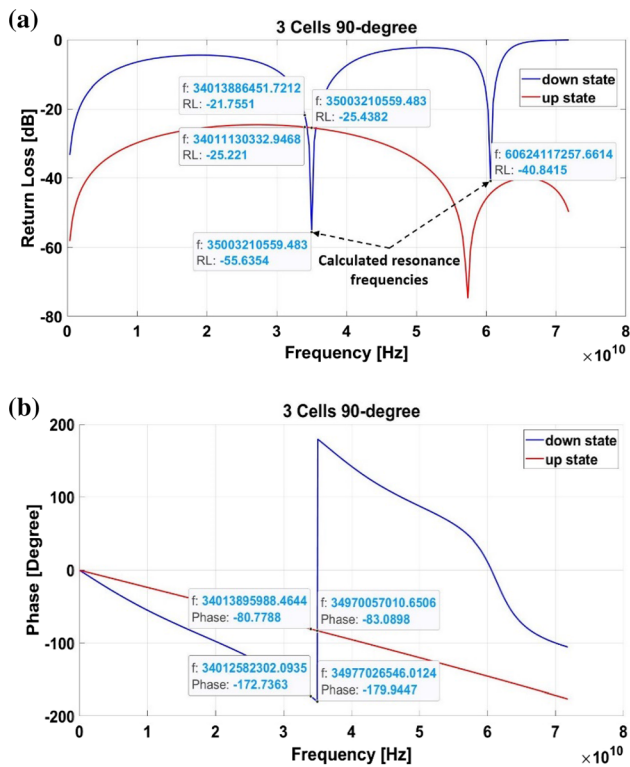 (a)
3 Cells 90-degree
0
-20
-40
-60
-80
Return Loss [dB]
down state
up state
f: 34013886451.7212
RL: -21.7551
f: 35003210559.483
RL: -25.4382
f: 34011130332.9468
RL: -25.221
f: 60624117257.6614
RL: -40.8415
f: 35003210559.483
RL: -55.6354
Calculated resonance
frequencies
0 1 2 3 4 5 6 7 8
Frequency [Hz]
×10^10
(b)
3 Cells 90-degree
200
100
0
-100
-200
Phase [Degree]
down state
up state
f: 34013895988.4644
Phase: -80.7788
f: 34970057010.6506
Phase: -83.0898
f: 34012582302.0935
Phase: -172.7363
f: 34977026546.0124
Phase: -179.9447
0 1 2 3 4 5 6 7 8
Frequency [Hz]
×10^10